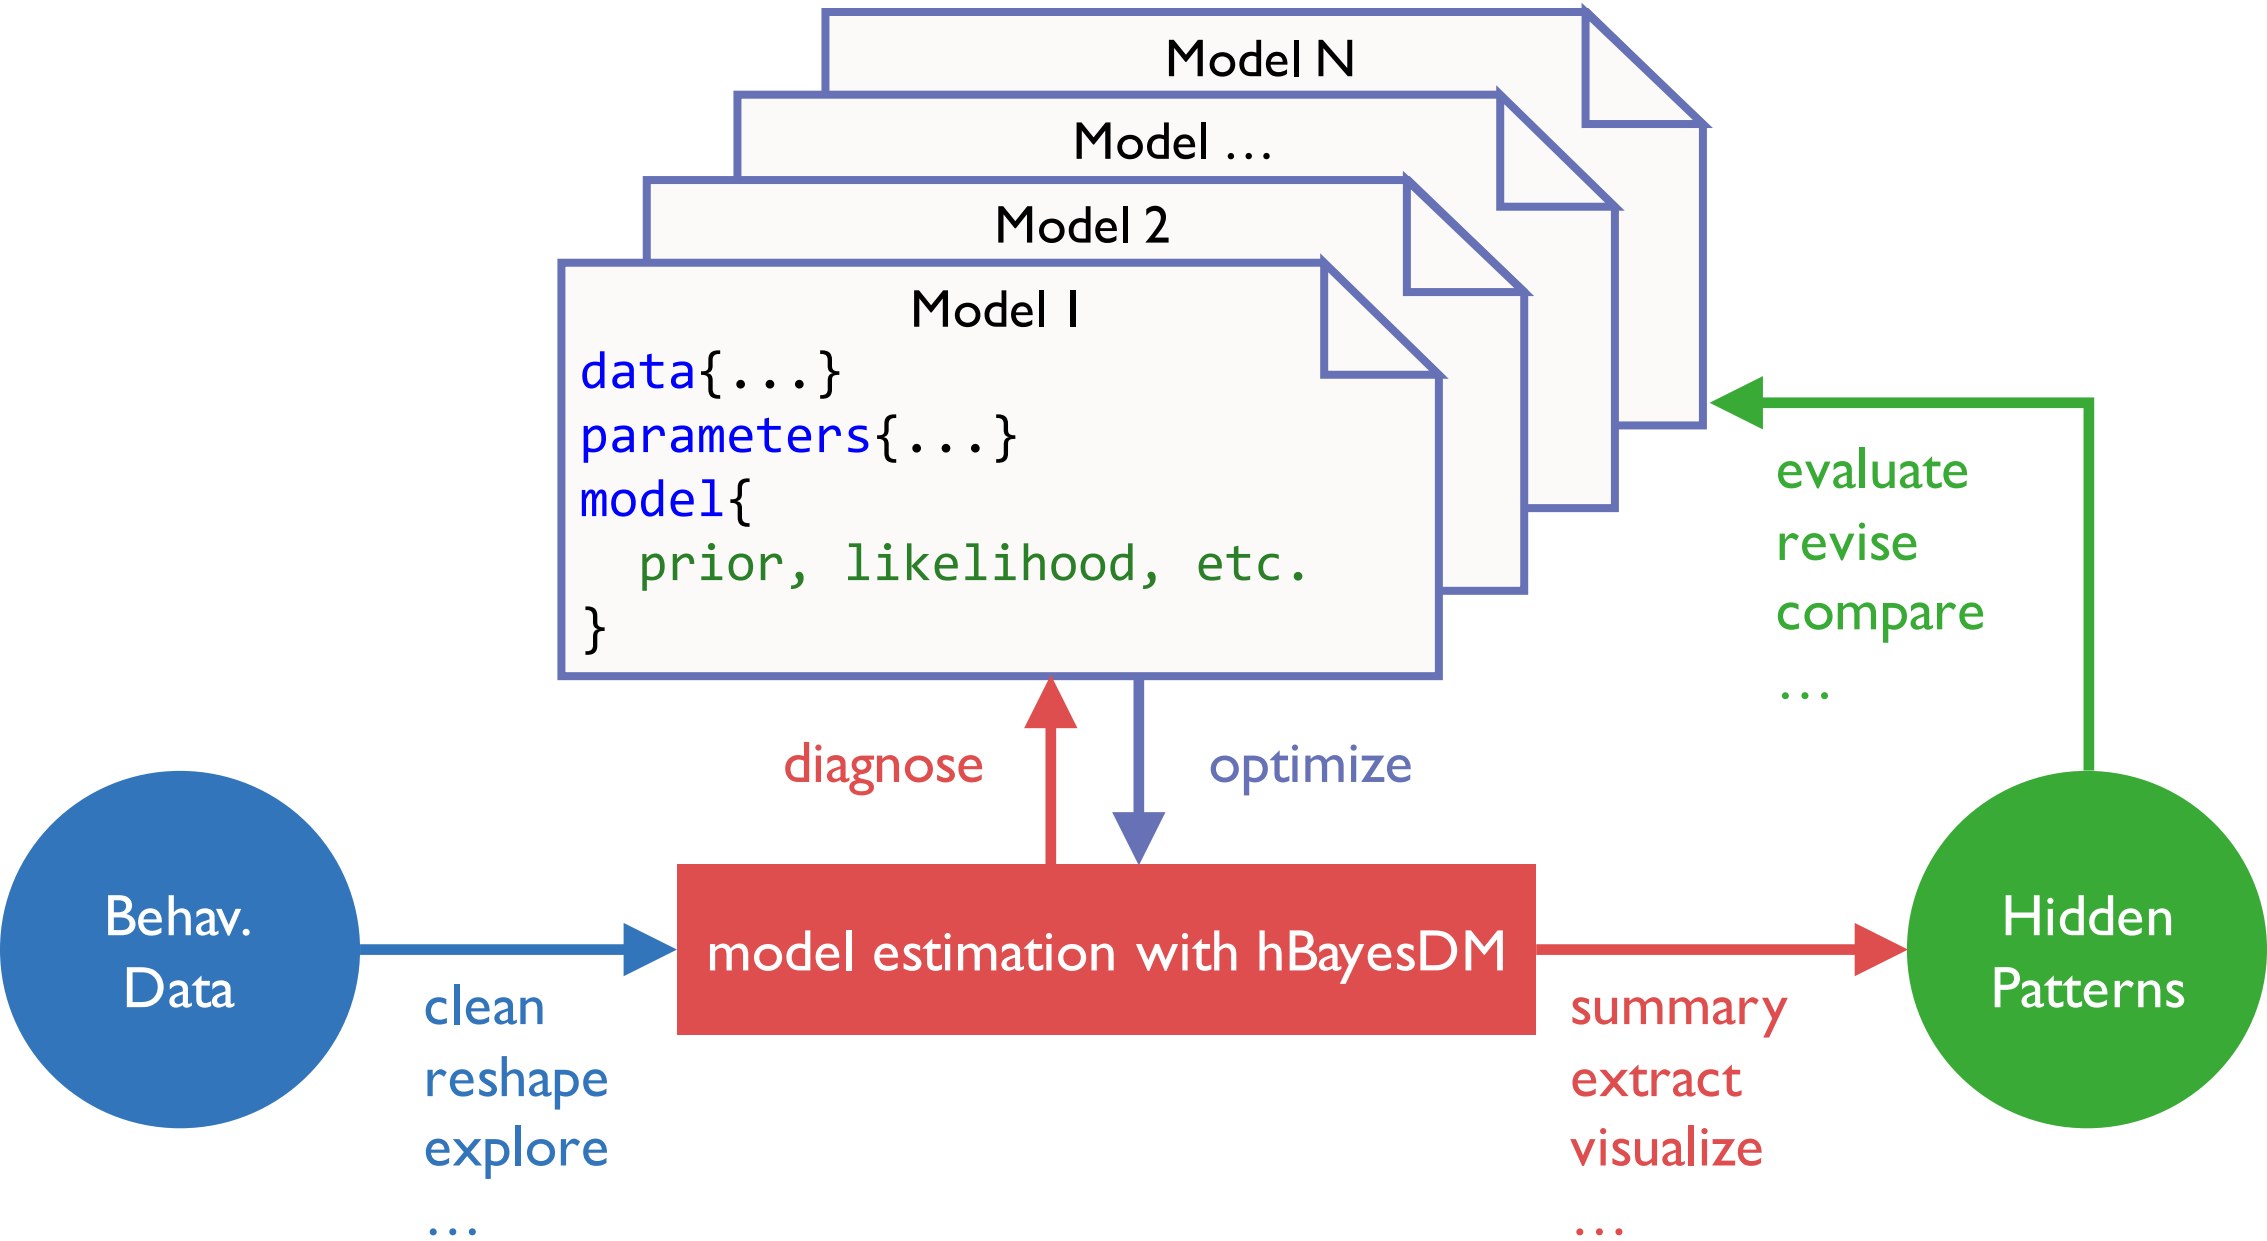 Model N
Model …
Model 2
Model 1
data{...}
parameters{...}
model{
  prior, likelihood, etc.
}
evaluate
revise
compare
…
diagnose
optimize
Behav.
Data
model estimation with hBayesDM
Hidden
Patterns
clean
reshape
explore
…
summary
extract
visualize
…